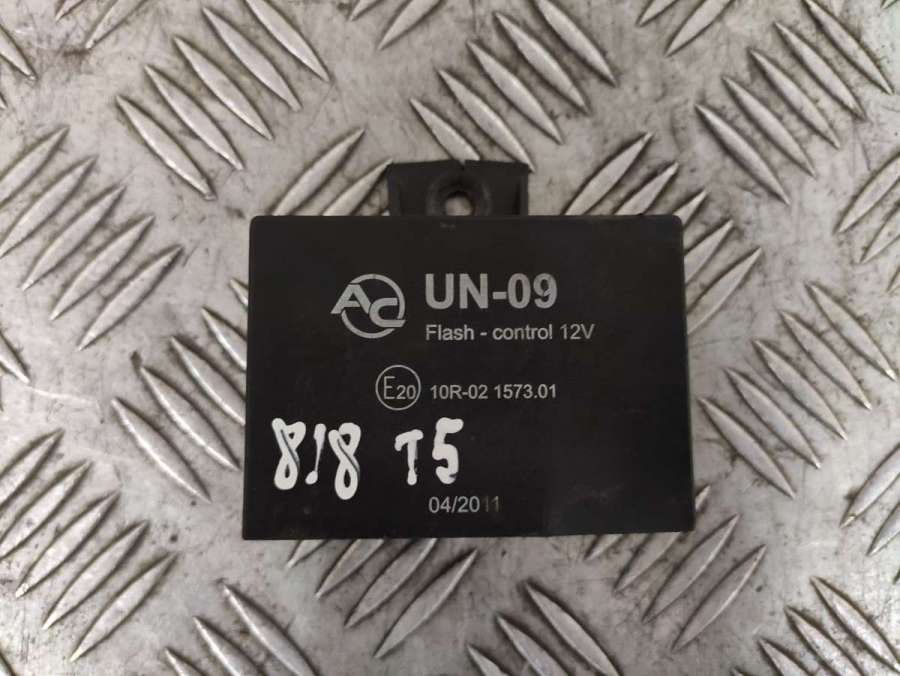 AC UN-09
Flash - control 12V
E20 10R-02 1573.01
818 T5
04/2011